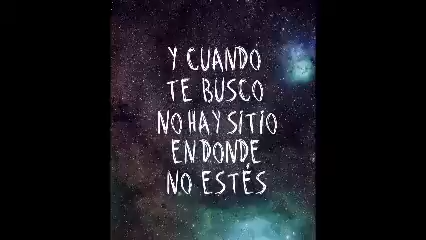 Y CUANDO
TE BUSCO
NO HAY SITIO
EN DONDE
NO ESTÉS